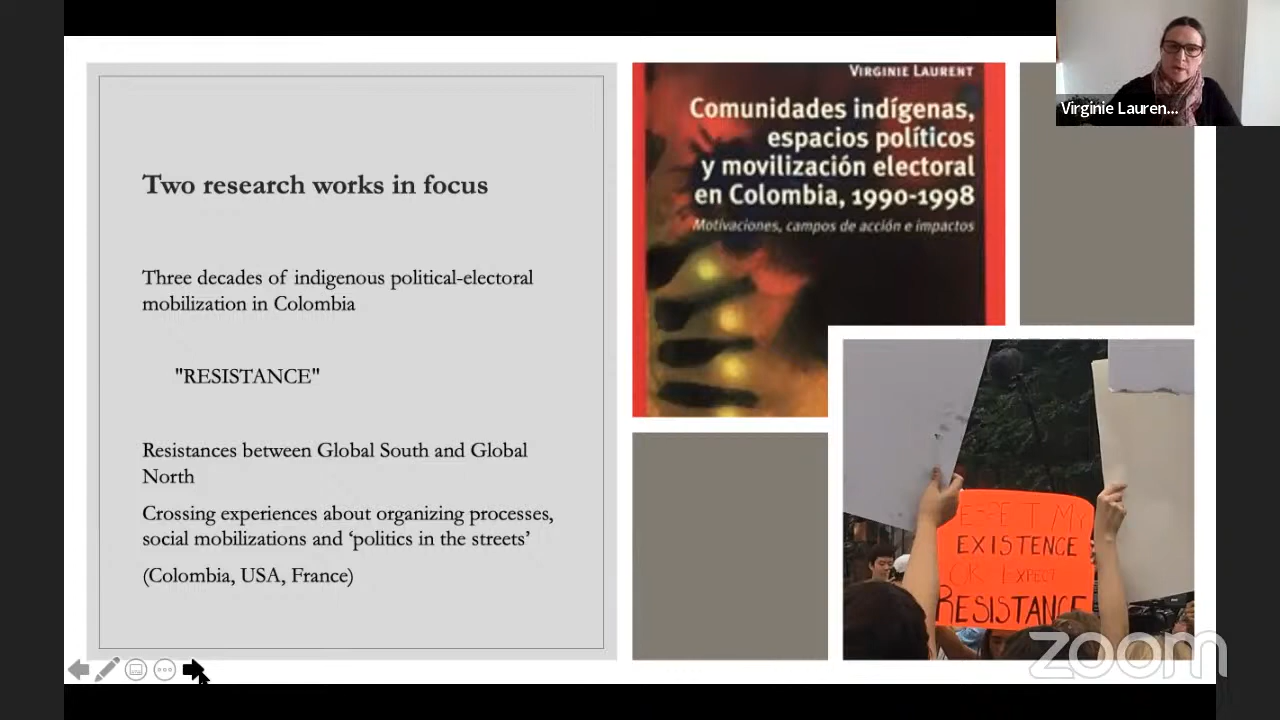 Two research works in focus
Three decades of indigenous political-electoral
mobilization in Colombia
"RESISTANCE"
Resistances between Global South and Global
North
Crossing experiences about organizing processes,
social mobilizations and ‘politics in the streets’
(Colombia, USA, France)
VIRGINIE LAURENT
Comunidades indígenas,
espacios políticos
y movilización electoral
en Colombia, 1990-1998
Motivaciones, campos de acción e impactos
Virginie Lauren...
MY
EXISTENCE
OR EXPECT
RESISTANCE
zoom